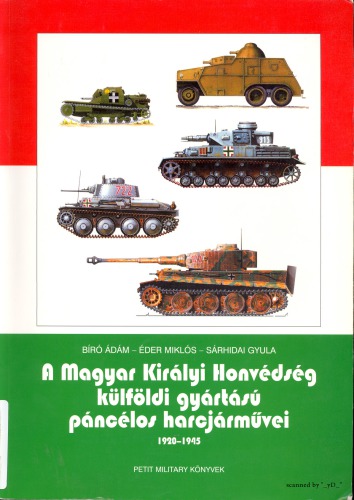 BÍRÓ ÁDÁM – ÉDER MIKLÓS – SÁRHIDAI GYULA
A Magyar Királyi Honvédség
külföldi gyártású
páncélos harcjárművei
1920-1945
PETIT MILITARY KÖNYVEK
scanned by "_yD_"